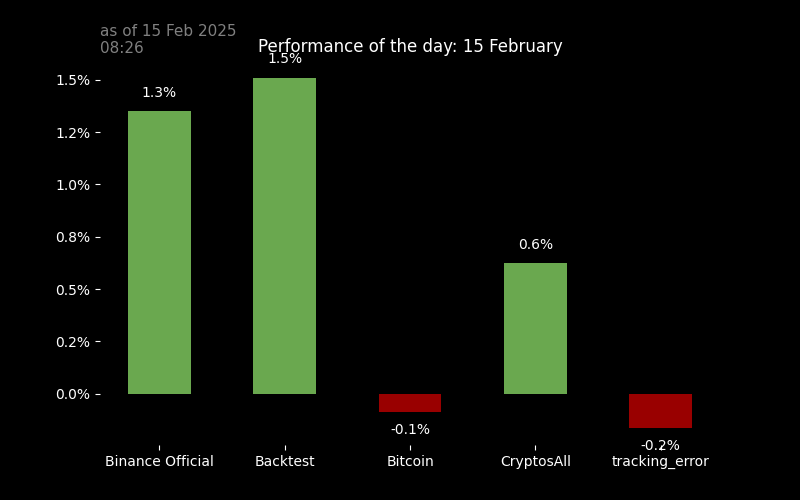 as of 15 Feb 2025
08:26
Performance of the day: 15 February
1.5%
1.5%
1.3%
1.2%
1.0%
0.8%
0.6%
0.5%
0.2%
0.0%
-0.1%
-0.2%
Binance Official
Backtest
Bitcoin
CryptosAll
tracking_error